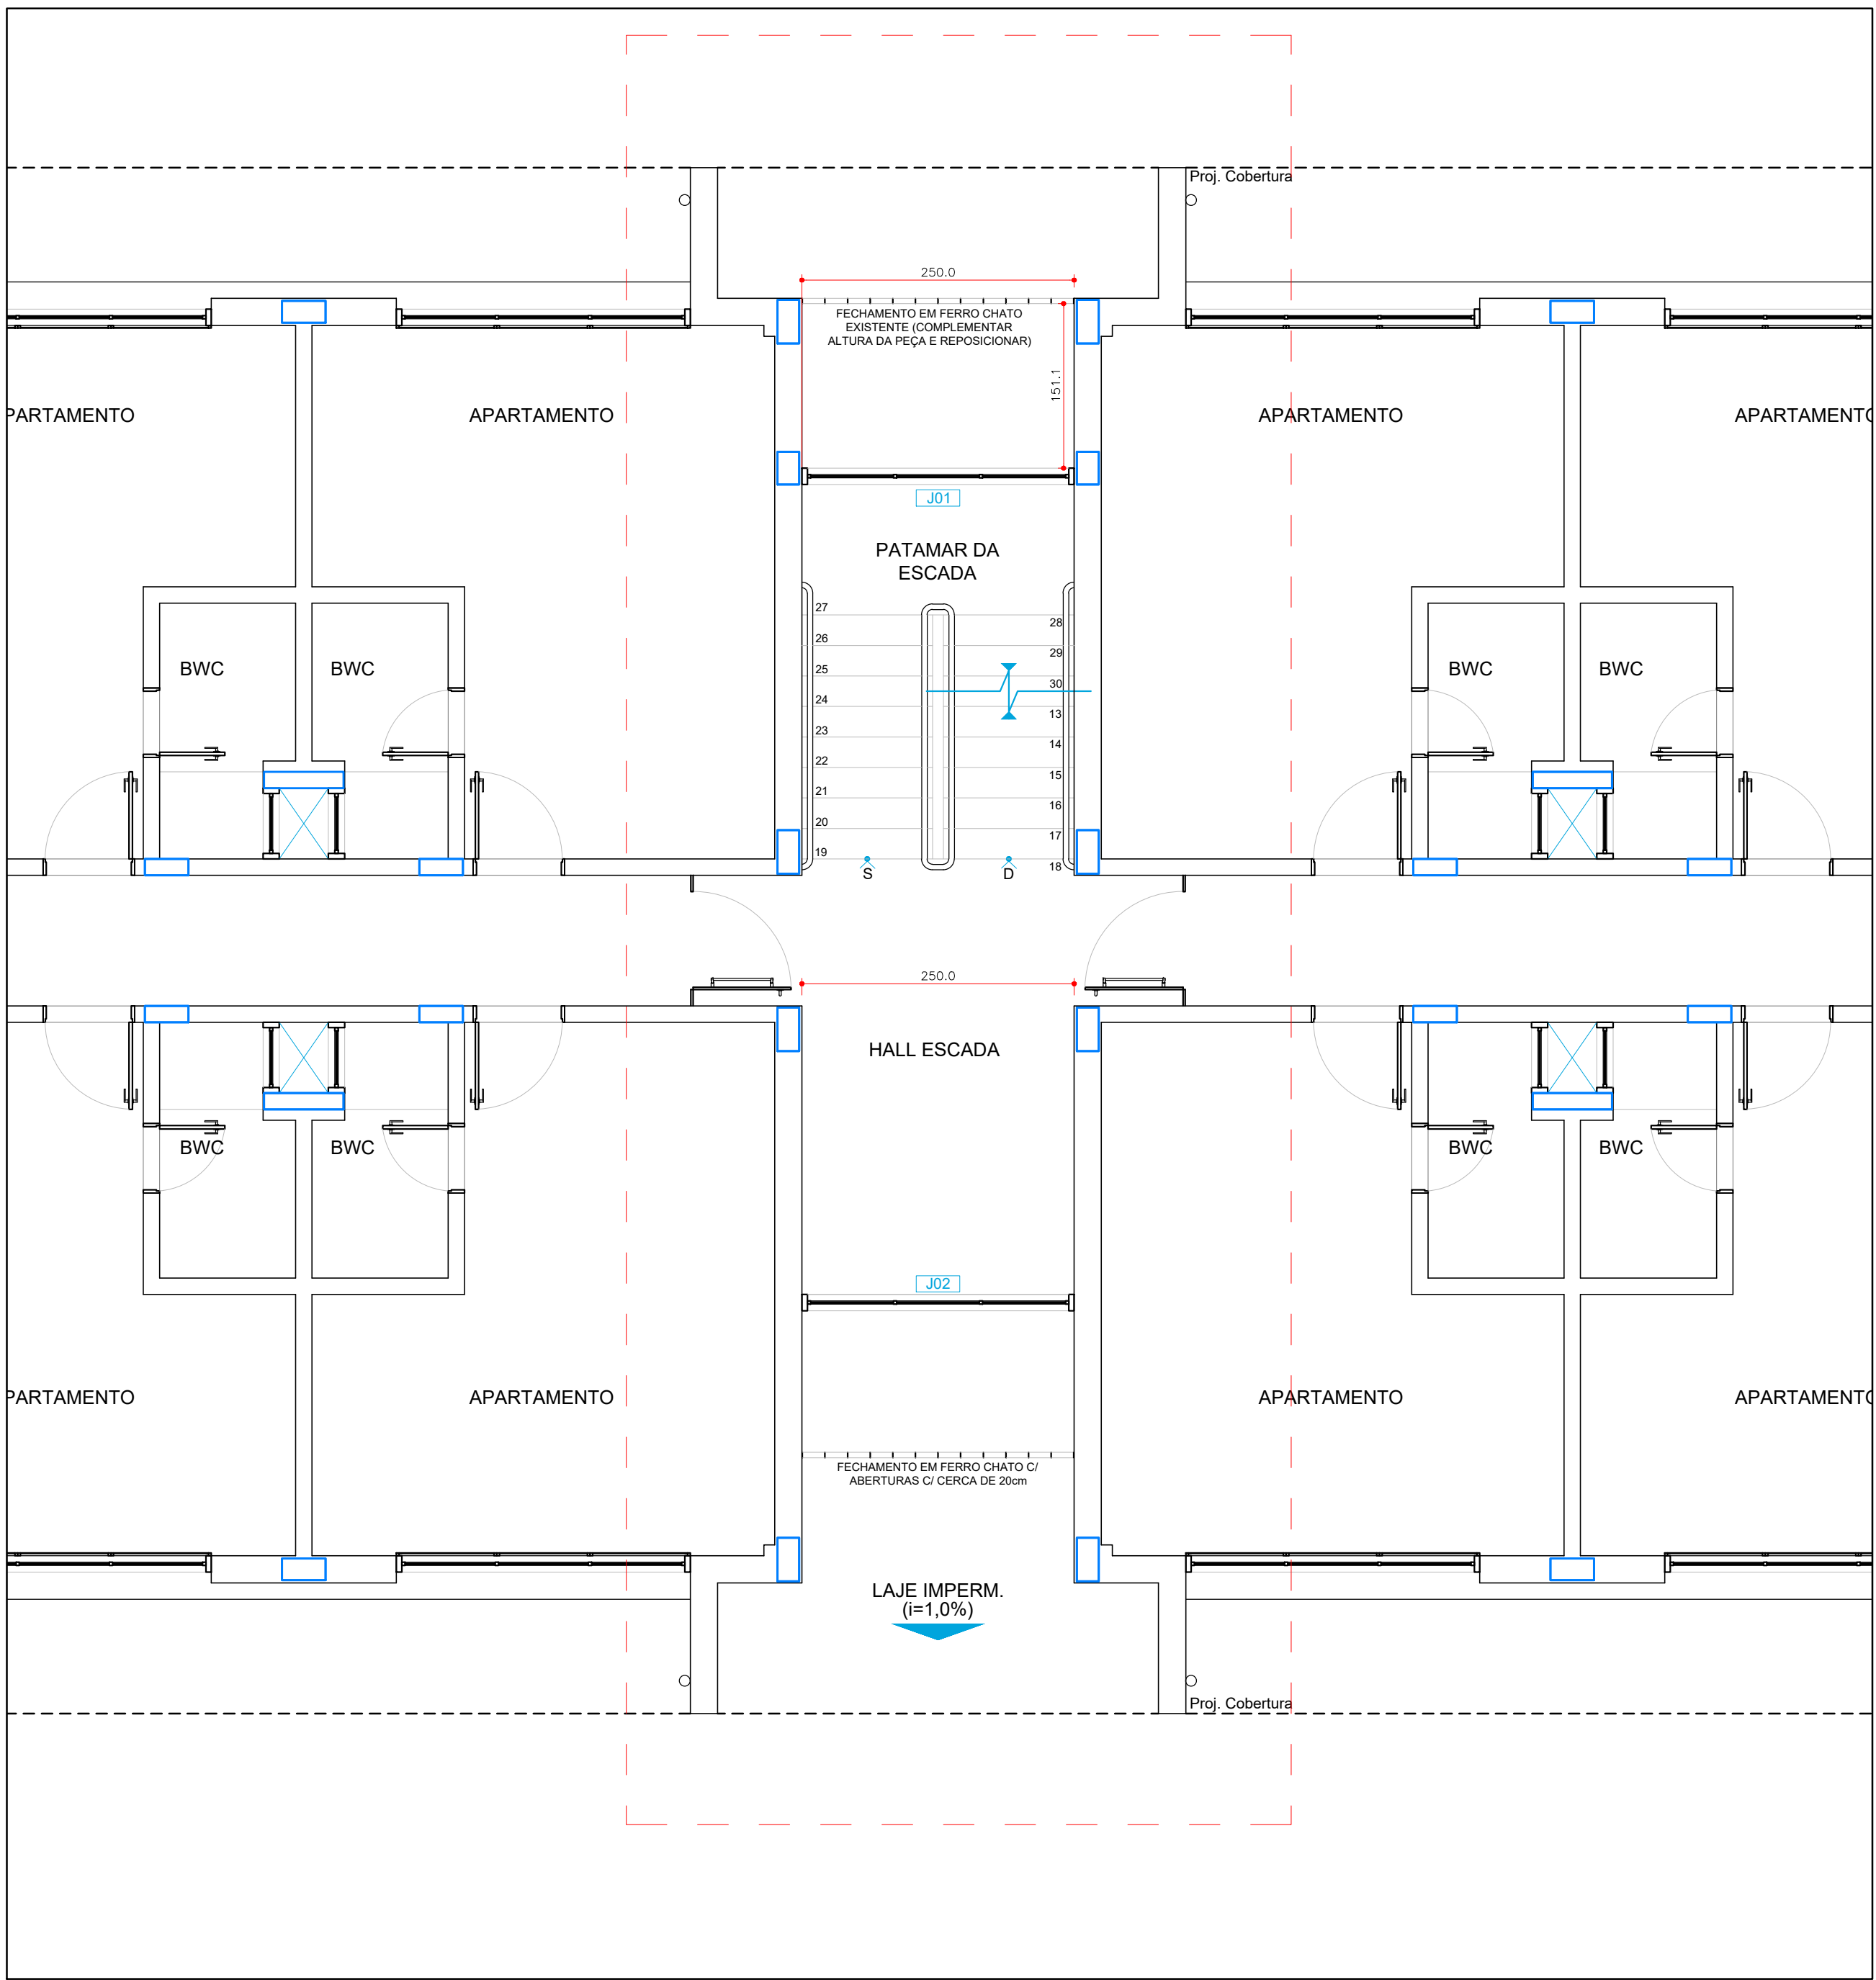 Proj. Cobertura
250.0
FECHAMENTO EM FERRO CHATO
EXISTENTE (COMPLEMENTAR
ALTURA DA PEÇA E REPOSICIONAR)
151.1
PARTAMENTO
APARTAMENTO
APARTAMENTO
APARTAMENTO
J01
PATAMAR DA
ESCADA
27
28
26
29
25
30
24
13
23
14
22
15
21
16
20
17
19
18
BWC
BWC
BWC
BWC
S
D
250.0
HALL ESCADA
BWC
BWC
BWC
BWC
J02
PARTAMENTO
APARTAMENTO
APARTAMENTO
APARTAMENTO
FECHAMENTO EM FERRO CHATO C/
ABERTURAS C/ CERCA DE 20cm
LAJE IMPERM.
(i=1,0%)
Proj. Cobertura